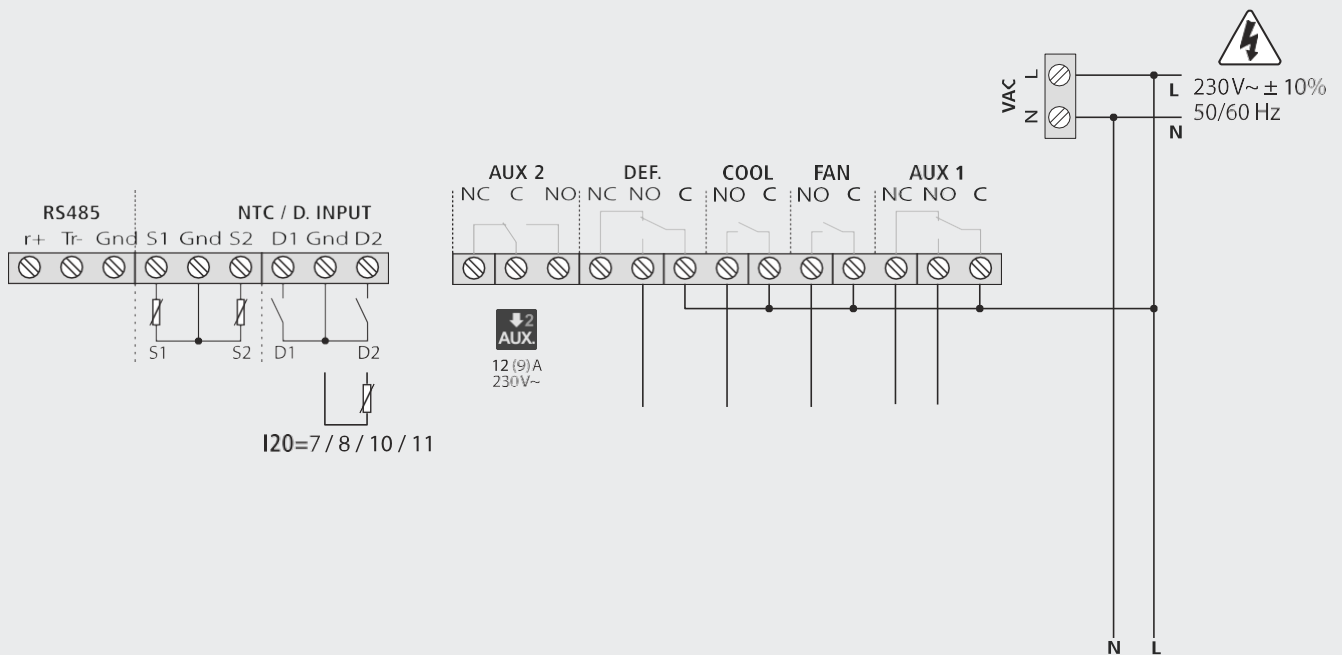 VAC
L
N
L
230V~ ± 10%
50/60 Hz
N
AUX 2
DEF.
COOL
FAN
AUX 1
NC C NO NC NO C NO C NO C NC NO C
RS485
NTC / D. INPUT
r+ Tr- Gnd S1 Gnd S2 D1 Gnd D2
S1 S2 D1 D2
2
AUX.
12 (9) A
230V~
I20=7 / 8 / 10 / 11
N L